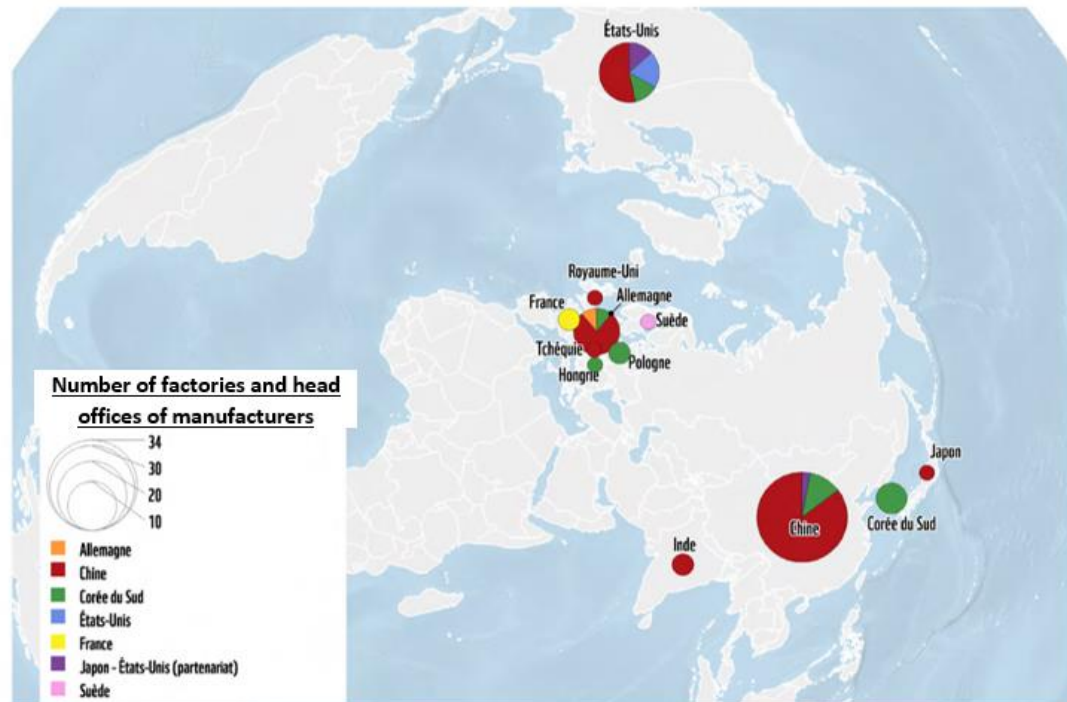 États-Unis
Royaume-Uni
Allemagne
France
Suède
Tchéquie
Pologne
Hongrie
Japon
Chine
Corée du Sud
Inde
Number of factories and head
offices of manufacturers
34
30
20
10
Allemagne
Chine
Corée du Sud
États-Unis
France
Japon - États-Unis (partenariat)
Suède